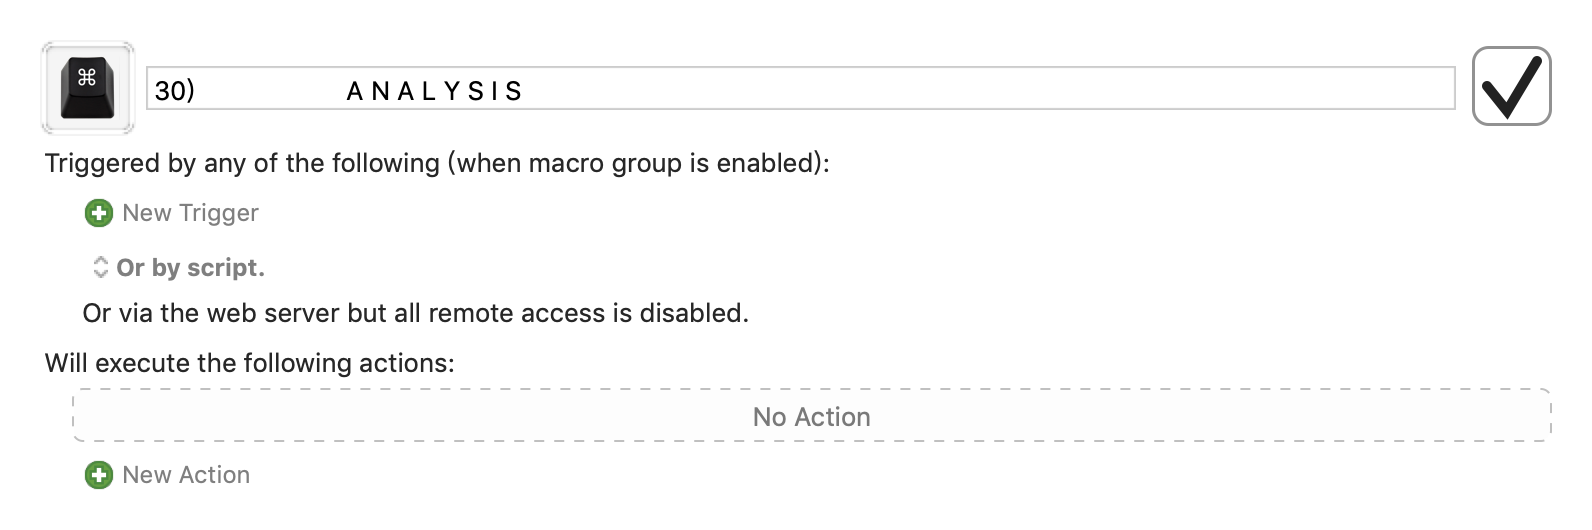 ⌘
30) A N A L Y S I S
Triggered by any of the following (when macro group is enabled):
New Trigger
Or by script.
Or via the web server but all remote access is disabled.
Will execute the following actions:
No Action
New Action